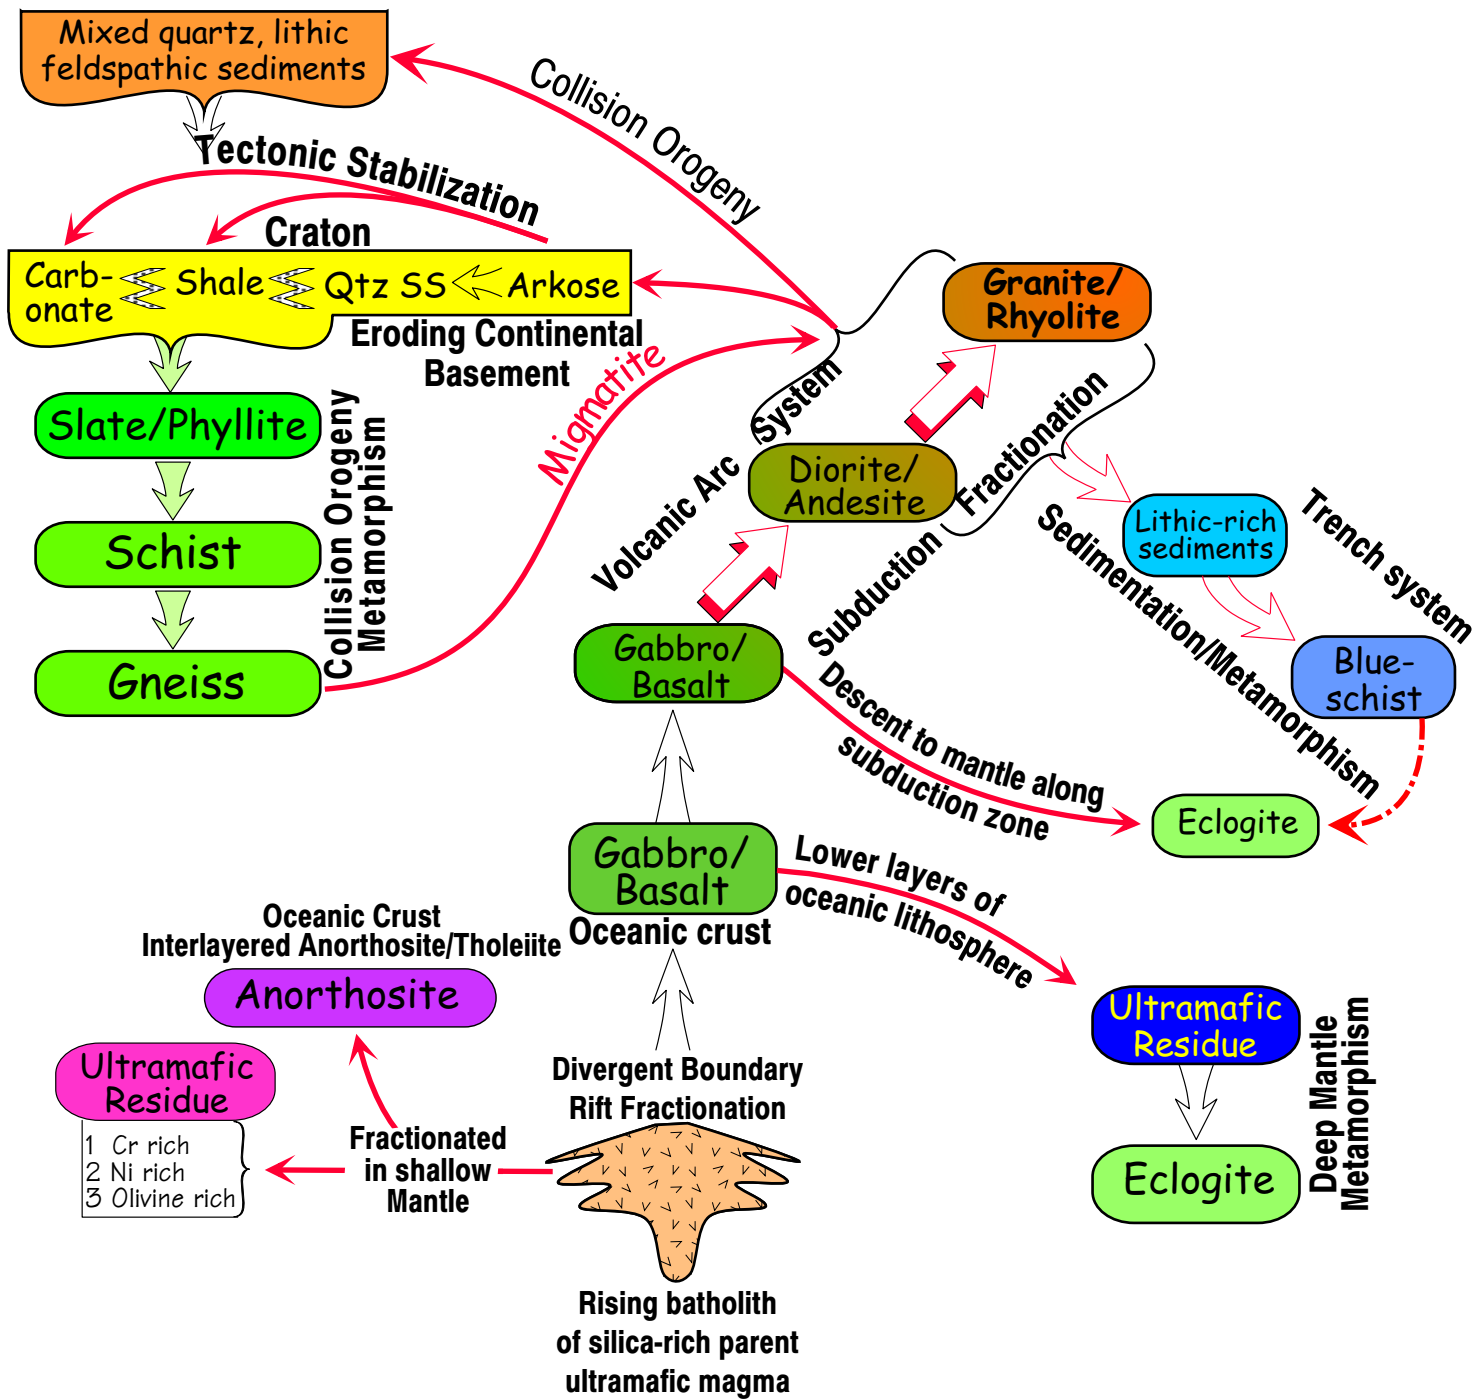 Mixed quartz, lithic
feldspathic sediments
Collision Orogeny
Tectonic Stabilization
Craton
Carb-
onate
Shale
Qtz SS
Arkose
Eroding Continental
Basement
Slate/Phyllite
Schist
Gneiss
Collision Orogeny
Metamorphism
Migmatite
Volcanic Arc System
Granite/
Rhyolite
Diorite/
Andesite
Gabbro/
Basalt
Subduction Fractionation
Lithic-rich
sediments
Trench system
Sedimentation/Metamorphism
Blue-
schist
Descent to mantle along
subduction zone
Eclogite
Gabbro/
Basalt
Oceanic crust
Lower layers of
oceanic lithosphere
Ultramafic
Residue
Eclogite
Deep Mantle
Metamorphism
Oceanic Crust
Interlayered Anorthosite/Tholeiite
Anorthosite
Ultramafic
Residue
1 Cr rich
2 Ni rich
3 Olivine rich
Fractionated
in shallow
Mantle
Divergent Boundary
Rift Fractionation
Rising batholith
of silica-rich parent
ultramafic magma